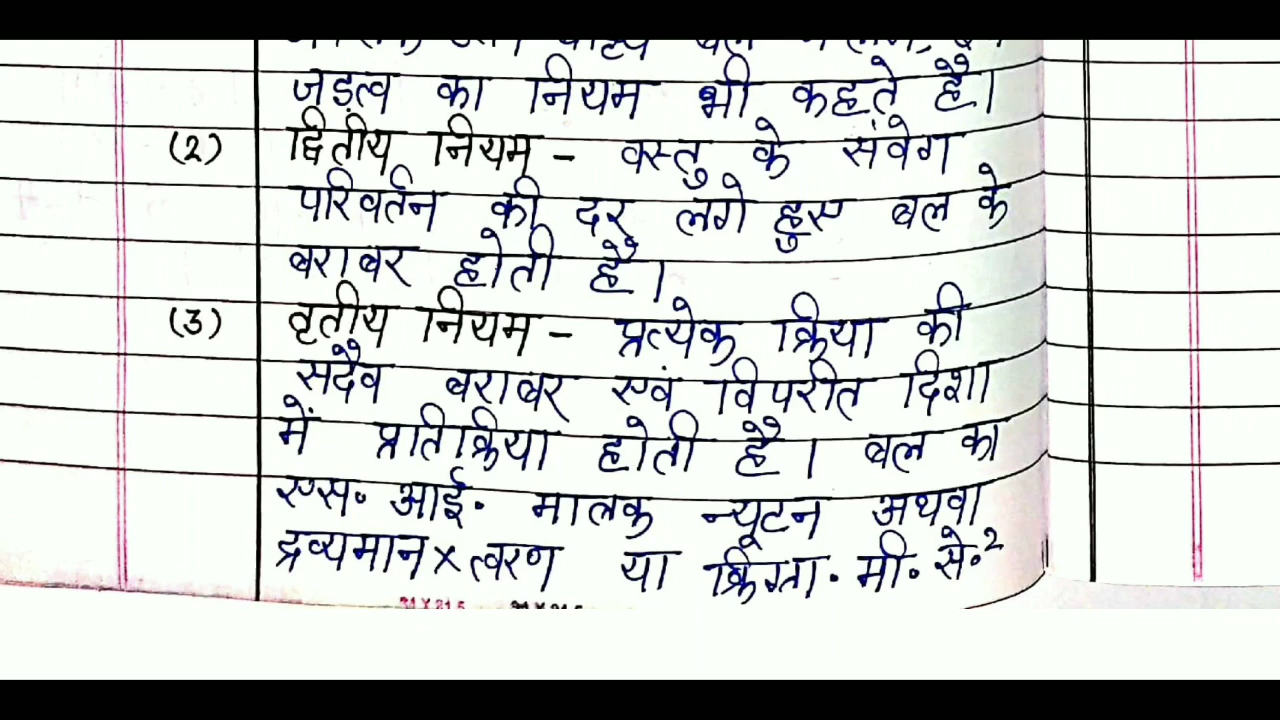 जड़त्व का नियम भी कहते है।
(2) द्वितीय नियम - वस्तु के संवेग
परिवर्तन की दर लगे हुए बल के
बराबर होती है।
(3) तृतीय नियम - प्रत्येक क्रिया की
सदैव बराबर एवं विपरीत दिशा
में प्रतिक्रिया होती है। बल का
एस. आई. मात्रक न्यूटन अथवा
द्रव्यमान x त्वरण या किग्रा. मी. से.²